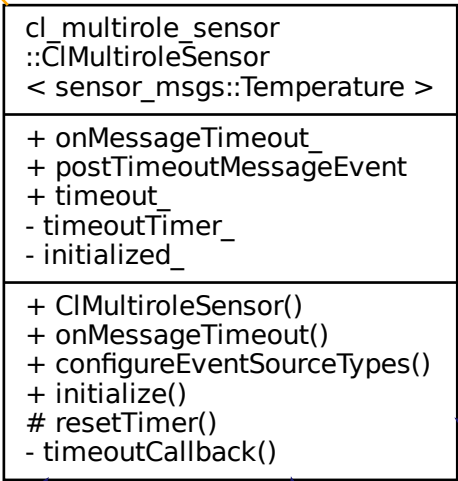 cl_multirole_sensor
::ClMultiroleSensor
< sensor_msgs::Temperature >
+ onMessageTimeout_
+ postTimeoutMessageEvent
+ timeout_
- timeoutTimer_
- initialized_
+ ClMultiroleSensor()
+ onMessageTimeout()
+ configureEventSourceTypes()
+ initialize()
# resetTimer()
- timeoutCallback()